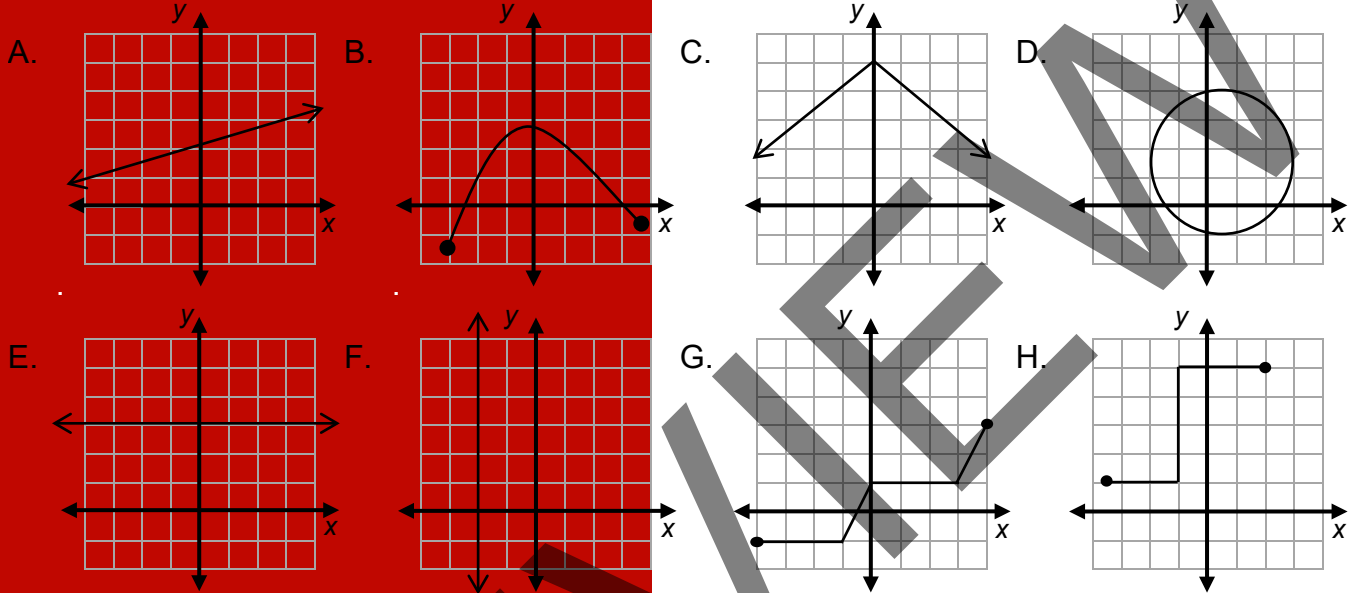 A. y x
B. y x
C. y x
D. y x
E. y x
F. y x
G. y x
H. y x